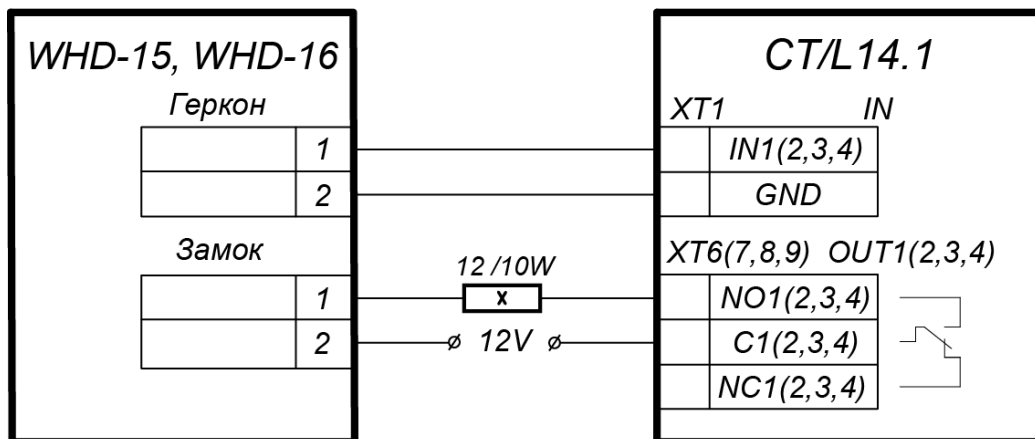 WHD-15, WHD-16
Геркон
1
2
Замок
1
2
12 /10W
x
12V
CT/L14.1
XT1 IN
IN1(2,3,4)
GND
XT6(7,8,9) OUT1(2,3,4)
NO1(2,3,4)
C1(2,3,4)
NC1(2,3,4)